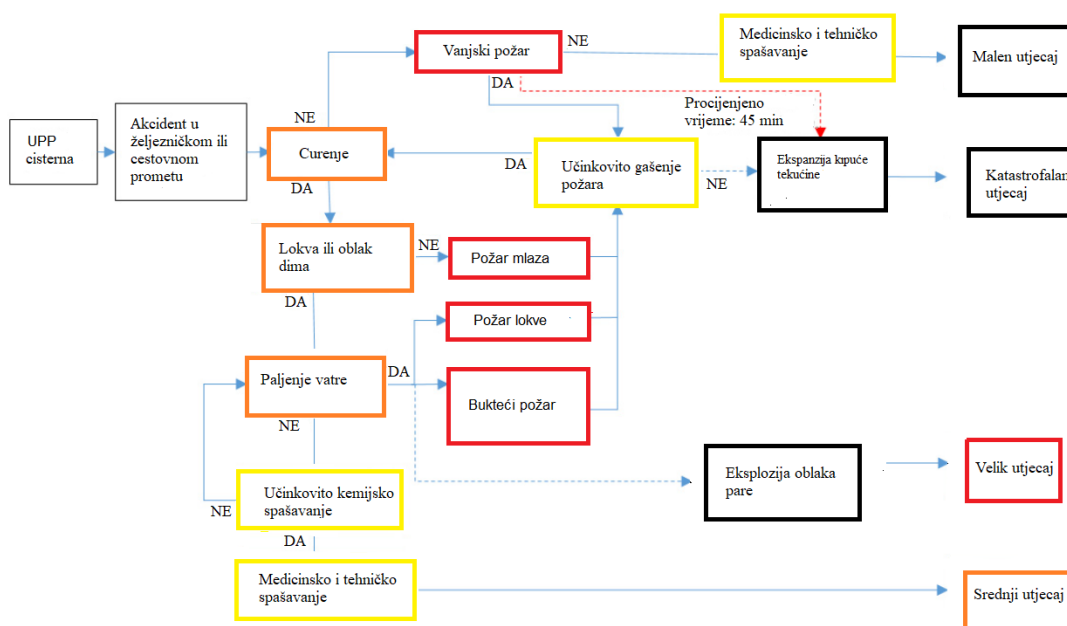 Vanjski požar
NE
Medicinsko i tehničko
spašavanje
Malen utjecaj
DA
Procijenjeno
vrijeme: 45 min
UPP
cisterna
Akcident u
željezničkom ili
cestovnom
prometu
NE
Curenje
DA
DA
Učinkovito gašenje
požara
NE
Ekspanzija kipuće
tekućine
Katastrofalan
utjecaj
Lokva ili oblak
dima
NE
Požar mlaza
DA
Požar lokve
Paljenje vatre
DA
Bukteći požar
NE
Eksplozija oblaka
pare
Velik utjecaj
Učinkovito kemijsko
spašavanje
NE
DA
Medicinsko i tehničko
spašavanje
Srednji utjecaj